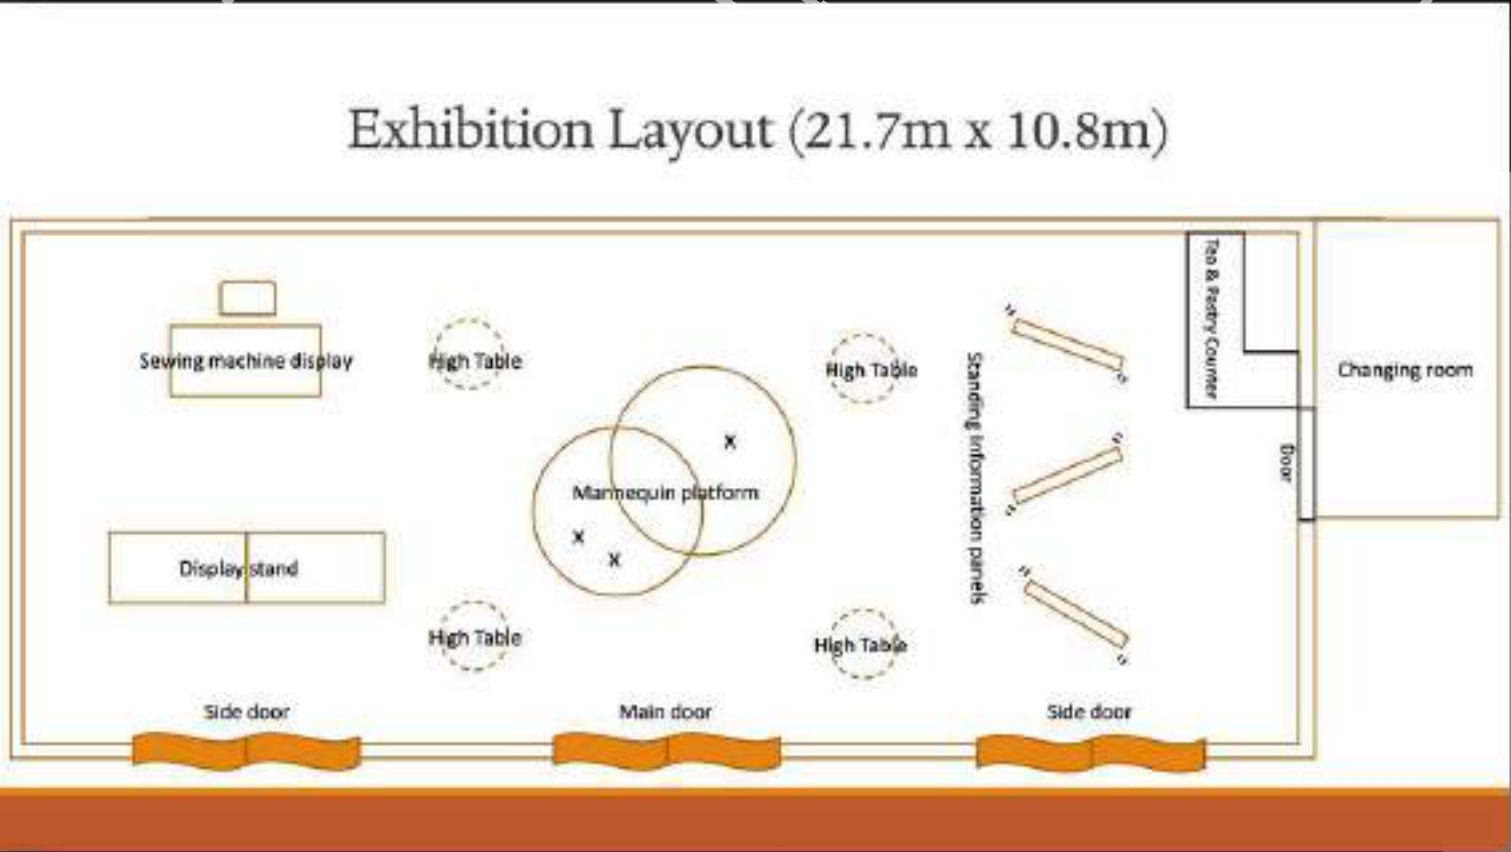 Exhibition Layout (21.7m x 10.8m)
Tea & Pastry Counter
Sewing machine display
High Table
High Table
Changing room
Standing Information panels
x
Mannequin platform
Door
x
x
Display stand
High Table
High Table
Side door
Main door
Side door